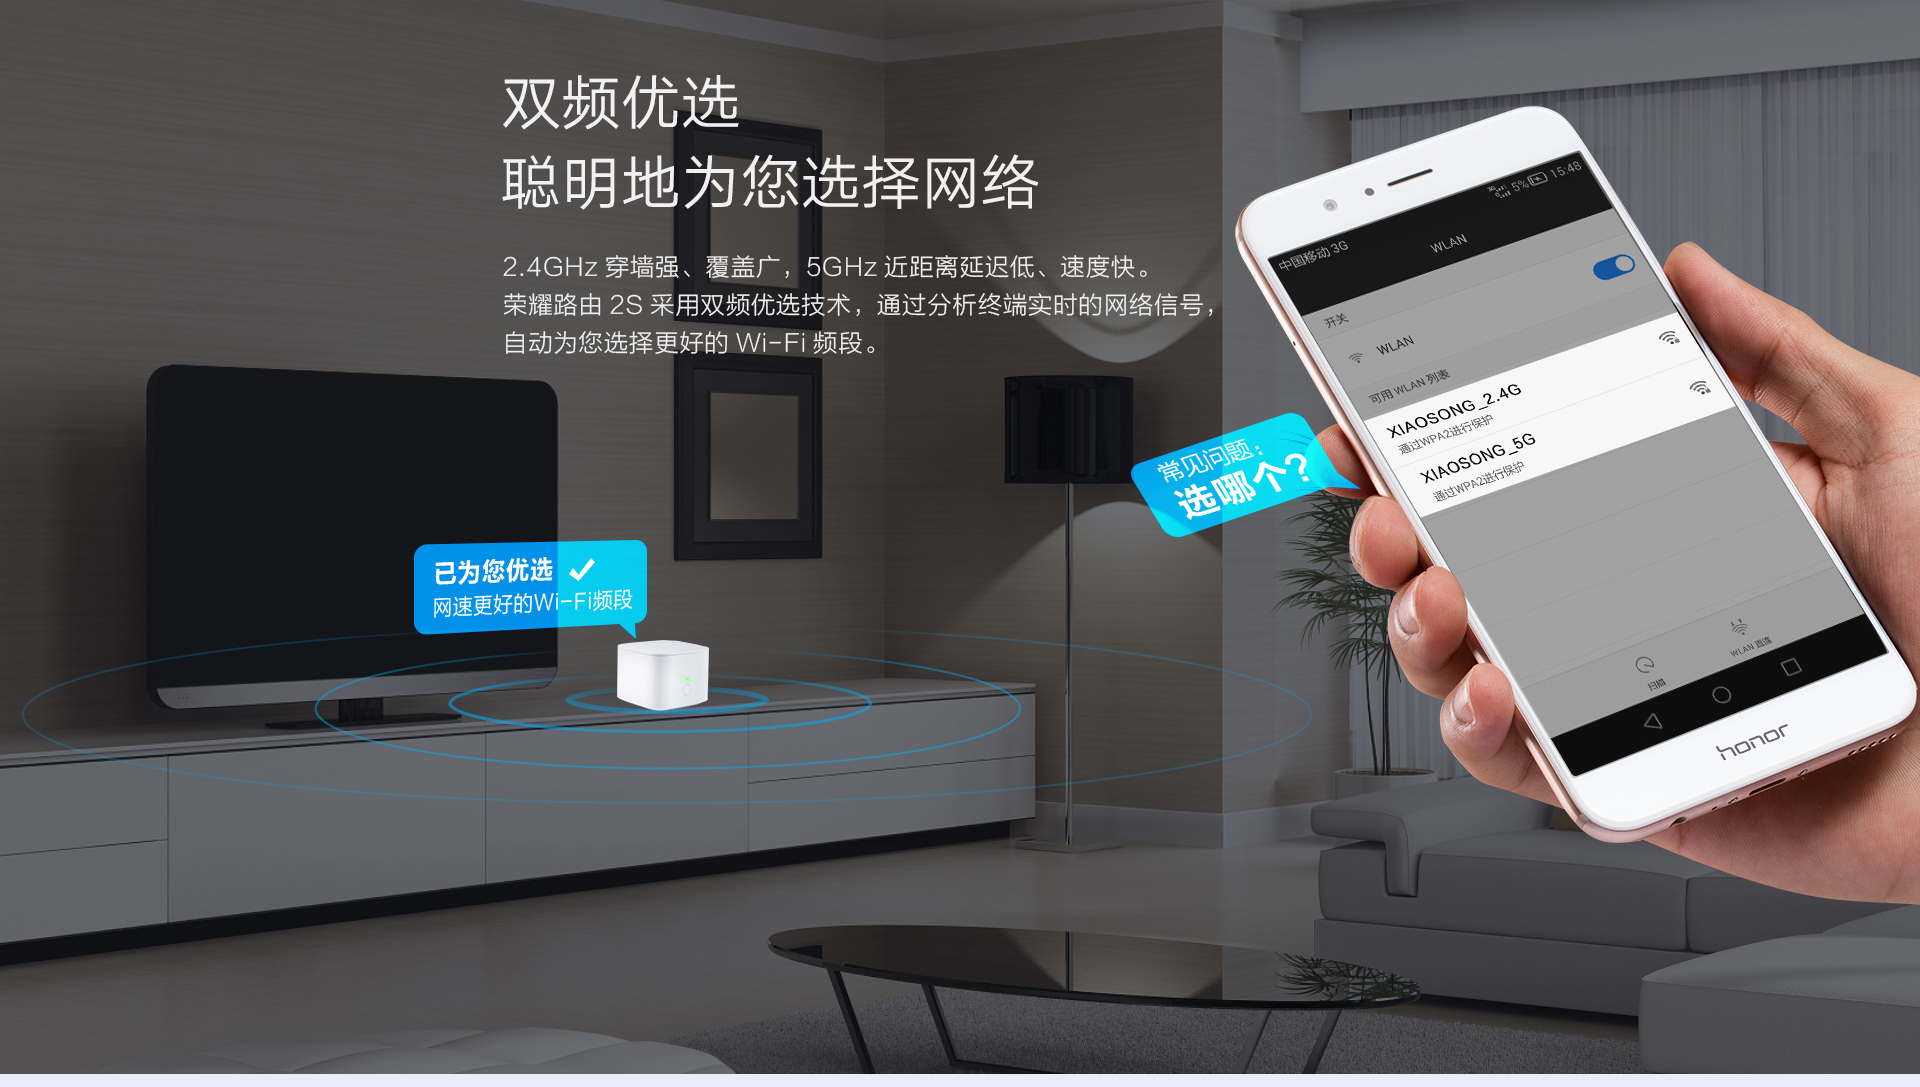 双频优选
聪明地为您选择网络
2.4GHz 穿墙强、覆盖广，5GHz 近距离延迟低、速度快。
荣耀路由 2S 采用双频优选技术，通过分析终端实时的网络信号，
自动为您选择更好的 Wi-Fi 频段。
已为您优选
网速更好的Wi-Fi频段
常见问题：
选哪个？
中国移动 3G
5% 15:48
WLAN
开关
WLAN
可用 WLAN 列表
XIAOSONG_2.4G
通过WPA2进行保护
XIAOSONG_5G
通过WPA2进行保护
扫描
WLAN 直连
honor